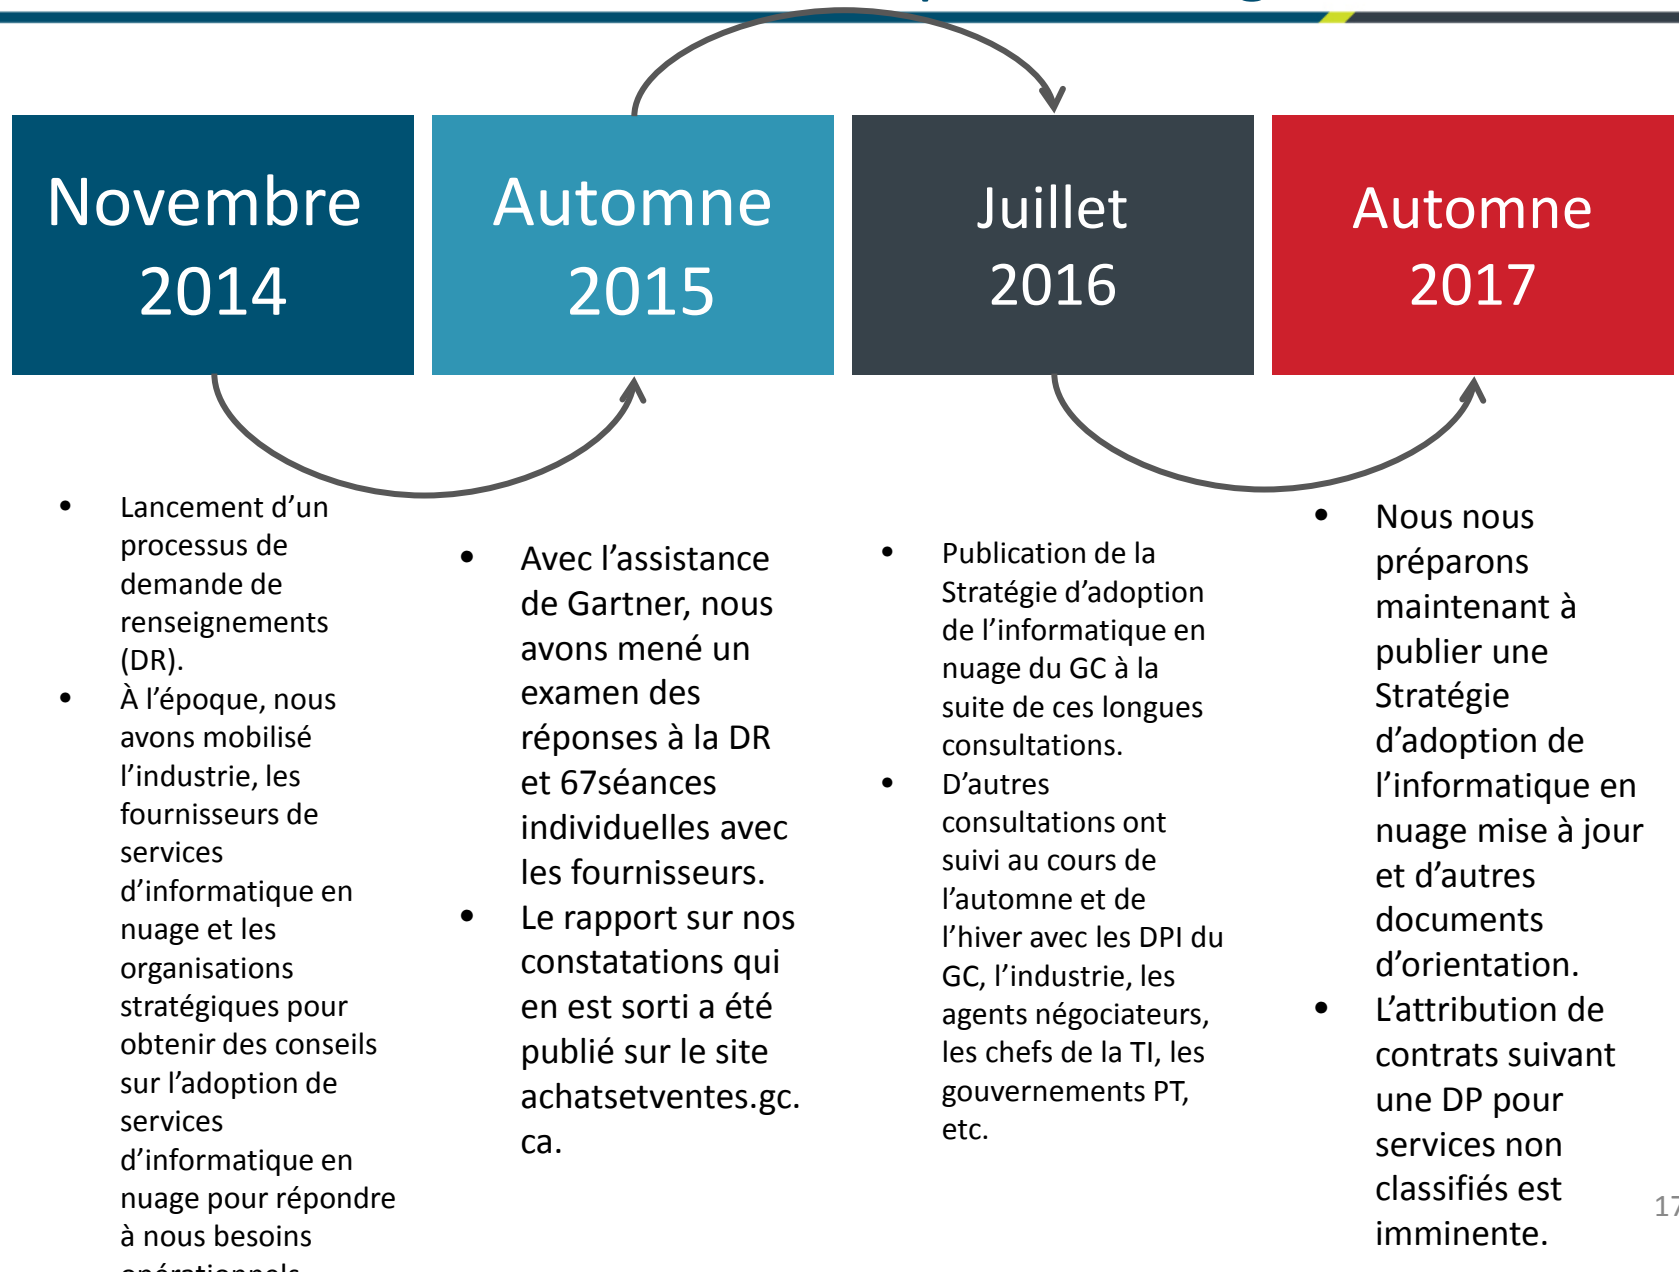 Novembre
2014
Automne
2015
Juillet
2016
Automne
2017
• Lancement d’un
processus de
demande de
renseignements
(DR).
• À l’époque, nous
avons mobilisé
l’industrie, les
fournisseurs de
services
d’informatique en
nuage et les
organisations
stratégiques pour
obtenir des conseils
sur l’adoption de
services
d’informatique en
nuage pour répondre
à nous besoins
• Avec l’assistance
de Gartner, nous
avons mené un
examen des
réponses à la DR
et 67séances
individuelles avec
les fournisseurs.
• Le rapport sur nos
constatations qui
en est sorti a été
publié sur le site
achatsetventes.gc.
ca.
• Publication de la
Stratégie d’adoption
de l’informatique en
nuage du GC à la
suite de ces longues
consultations.
• D’autres
consultations ont
suivi au cours de
l’automne et de
l’hiver avec les DPI du
GC, l’industrie, les
agents négociateurs,
les chefs de la TI, les
gouvernements PT,
etc.
• Nous nous
préparons
maintenant à
publier une
Stratégie
d’adoption de
l’informatique en
nuage mise à jour
et d’autres
documents
d’orientation.
• L’attribution de
contrats suivant
une DP pour
services non
classifiés est
imminente.
17